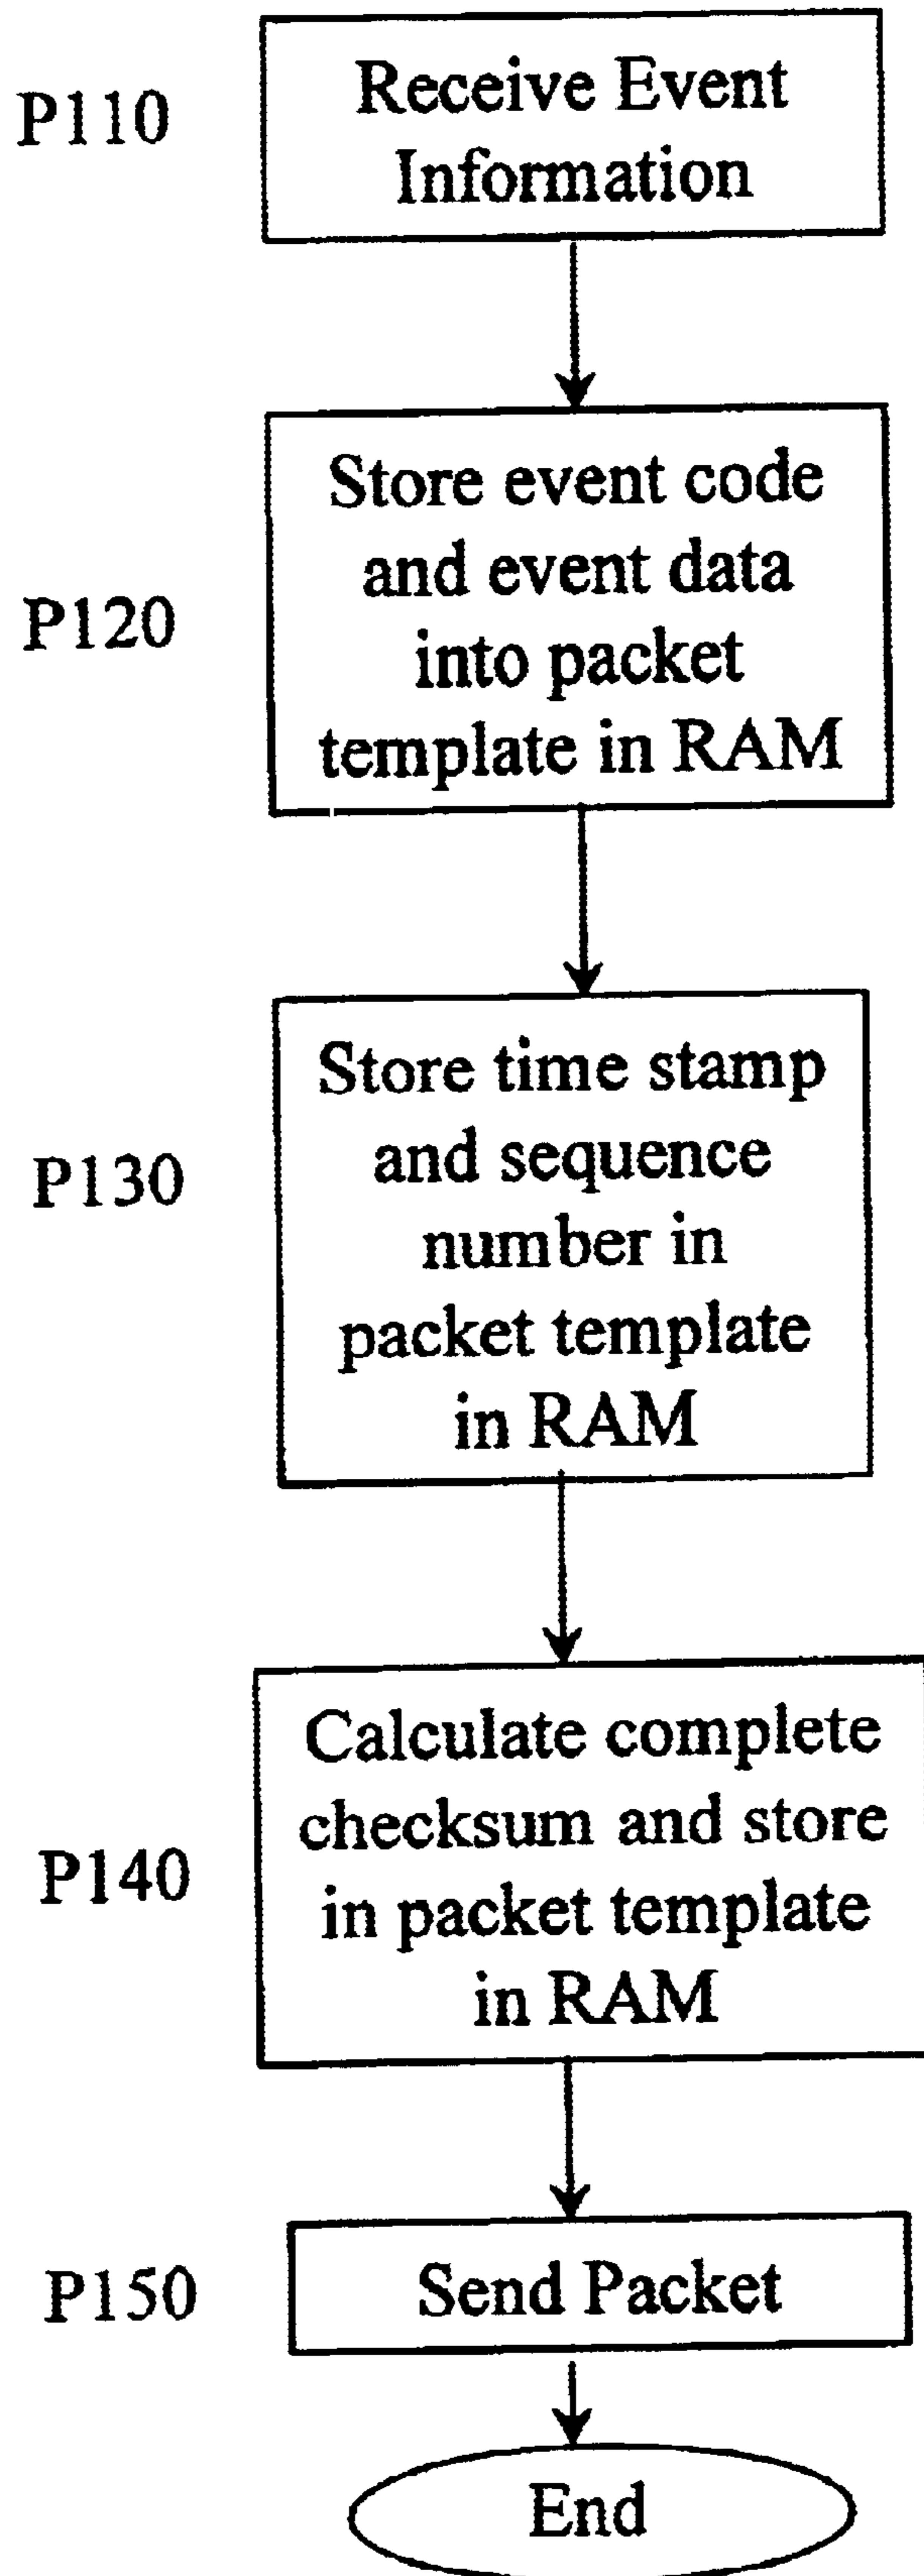 P110
Receive Event
Information
P120
Store event code
and event data
into packet
template in RAM
P130
Store time stamp
and sequence
number in
packet template
in RAM
P140
Calculate complete
checksum and store
in packet template
in RAM
P150
Send Packet
End